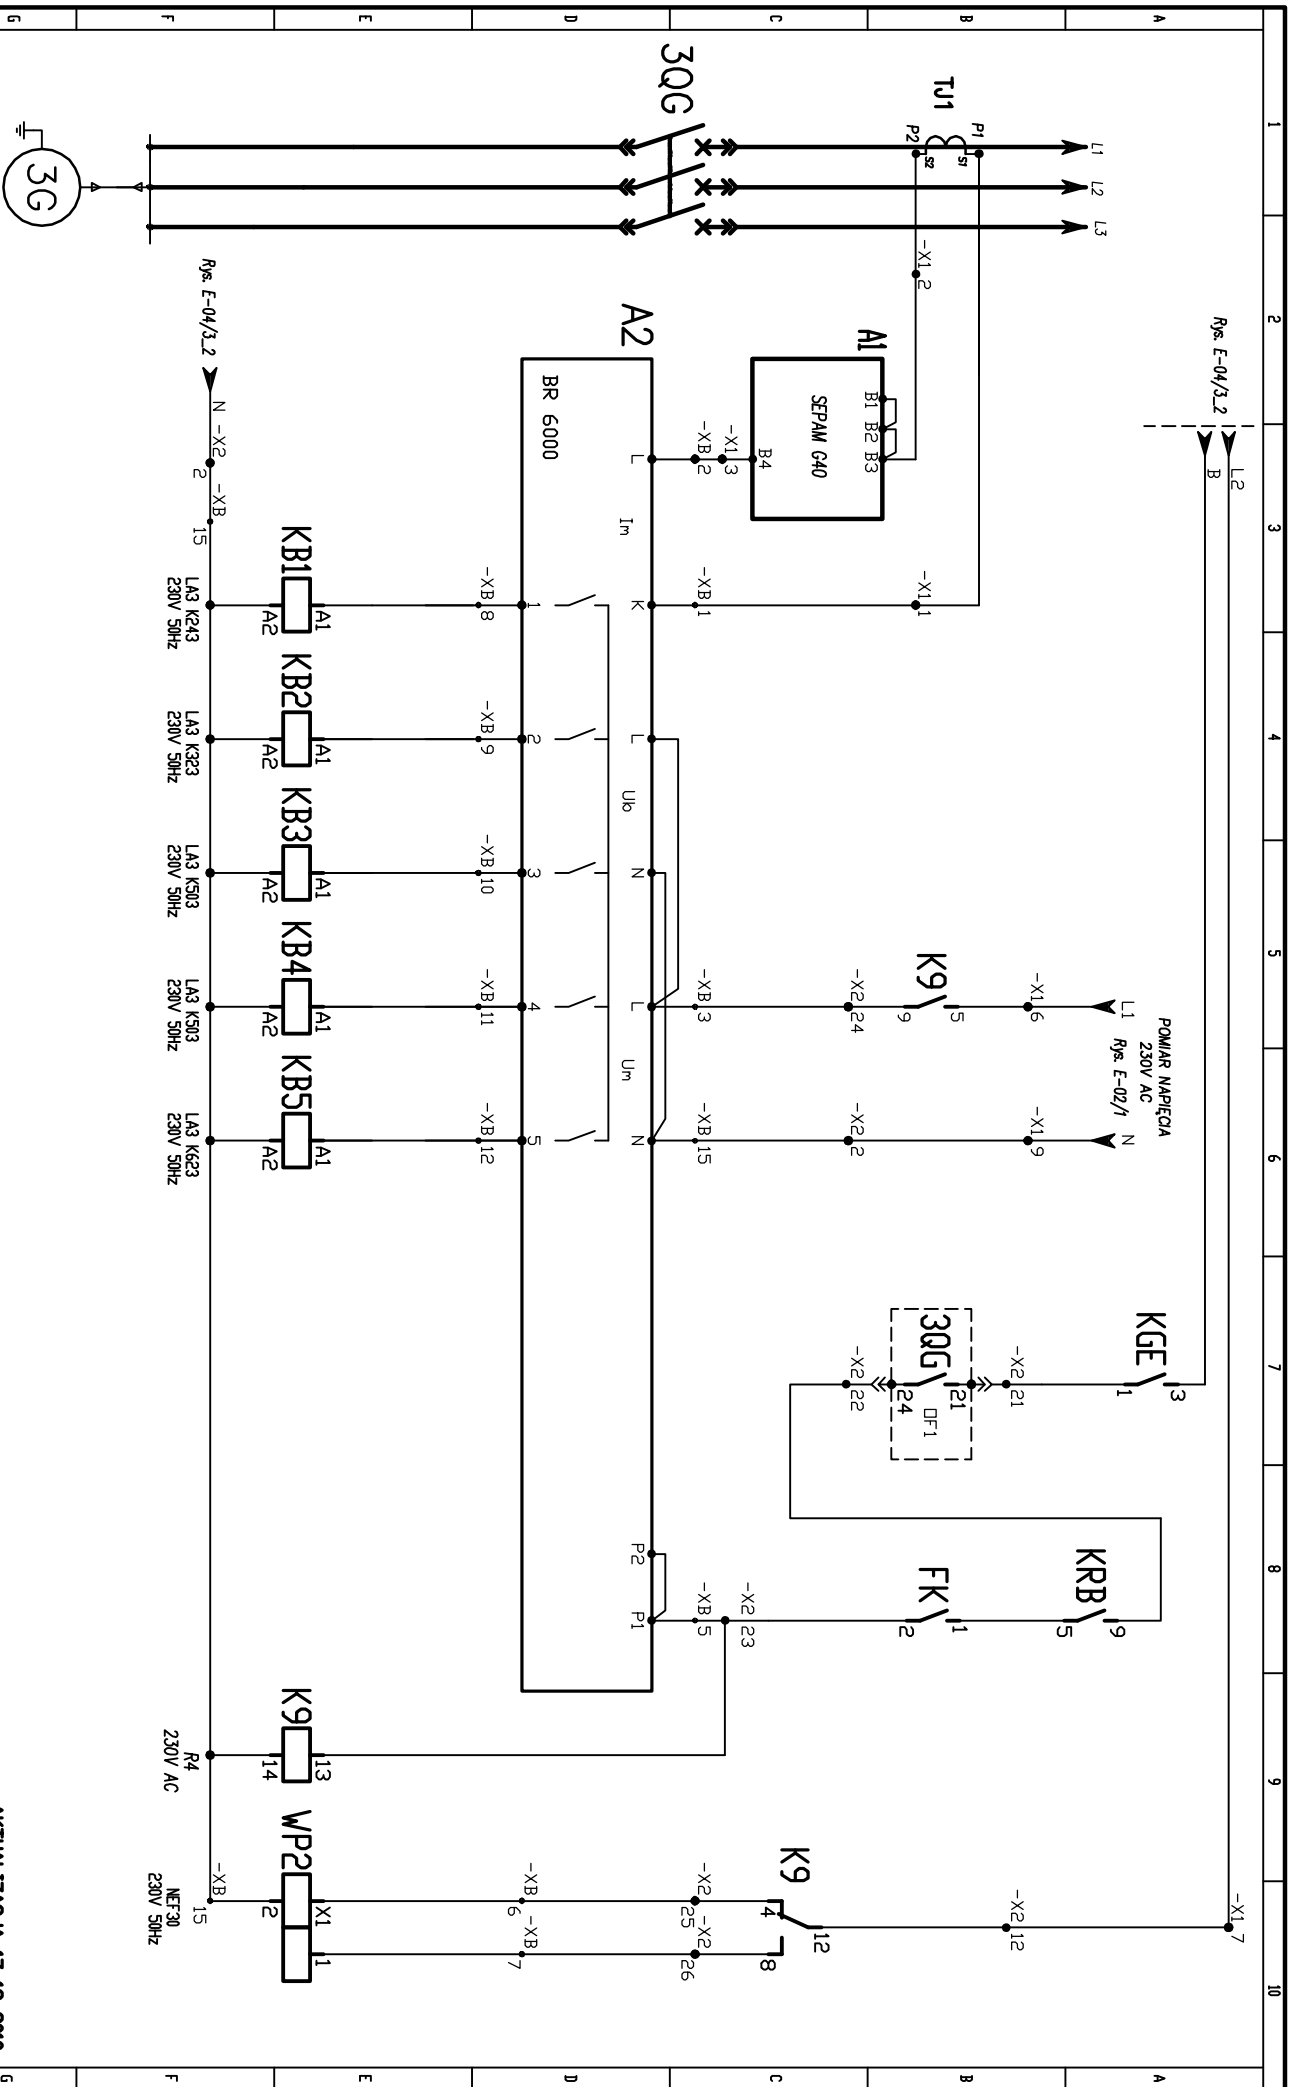 1
2
3
4
5
6
7
8
9
10
A
B
C
D
E
F
G
A
B
C
D
E
F
G
L1
L2
L3
TJ1
P1
P2
S1
S2
3QG
3G
-X1 2
Rys. E-04/3_2
L2
B
A1
SEPAM G40
B1 B2 B3
B4
-X1 3
-XB 2
-X1 1
-XB 1
A2
BR 6000
L
Im
K
L
Ub
N
L
Um
N
P2
P1
1
2
3
4
5
POMIAR NAPIĘCIA
230V AC
Rys. E-02/1
L1
N
-X1 6
-X1 9
K9
5
9
-X2 24
-X2 2
-XB 3
-XB 15
KGE
3
1
-X2 21
3QG
21
24
OF1
-X2 22
KRB
9
5
FK
1
2
-X2 23
-XB 5
-X1 7
-X2 12
K9
12
4
8
-X2 25
-X2 26
-XB 6
-XB 7
-XB 8
-XB 9
-XB 10
-XB 11
-XB 12
KB1
A1
A2
LA3 K243
230V 50Hz
KB2
A1
A2
LA3 K323
230V 50Hz
KB3
A1
A2
LA3 K503
230V 50Hz
KB4
A1
A2
LA3 K503
230V 50Hz
KB5
A1
A2
LA3 K623
230V 50Hz
K9
13
14
R4
230V AC
WP2
X1
1
2
NEF30
230V 50Hz
-XB 15
Rys. E-04/3_2
N
-X2 2
-XB 15